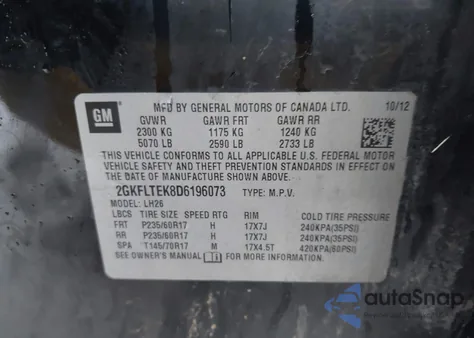 GM
MFD BY GENERAL MOTORS OF CANADA LTD. 10/12
GVWR GAWR FRT GAWR RR
2300 KG 1175 KG 1240 KG
5070 LB 2590 LB 2733 LB
THIS VEHICLE CONFORMS TO ALL APPLICABLE U.S. FEDERAL MOTOR
VEHICLE SAFETY, BUMPER, AND THEFT PREVENTION STANDARDS IN
EFFECT ON THE DATE OF MANUFACTURE SHOWN ABOVE.
2GKFLTEK8D6196073 TYPE: M.P.V.
MODEL: LH26
LBCS TIRE SIZE SPEED RTG RIM COLD TIRE PRESSURE
FRT P235/60R17 H 17X7J 240KPA(35PSI)
RR P235/60R17 H 17X7J 240KPA(35PSI)
SPA T145/70R17 M 17X4.5T 420KPA(60PSI)
SEE OWNER'S MANUAL
autoSnap